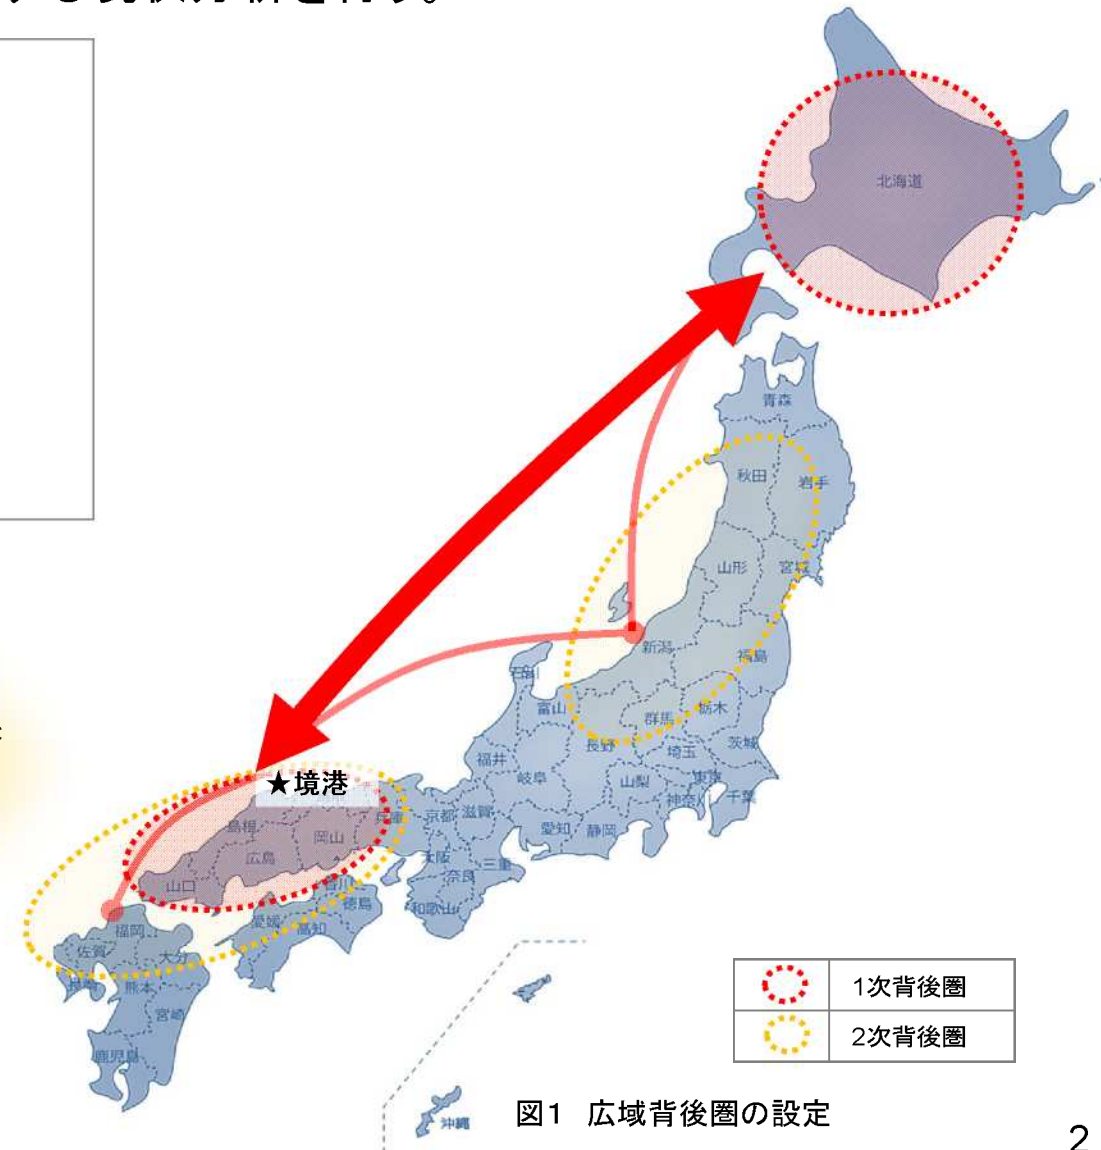 北海道
青森
秋田
岩手
山形
宮城
新潟
福島
石川
富山
群馬
栃木
長野
埼玉
茨城
福井
岐阜
山梨
東京
神奈川
千葉
★境港
兵庫
京都
滋賀
愛知
静岡
島根
岡山
広島
大阪
三重
奈良
山口
香川
徳島
和歌山
愛媛
高知
福岡
佐賀
大分
長崎
熊本
宮崎
鹿児島
沖縄
1次背後圏
2次背後圏
図1 広域背後圏の設定
2